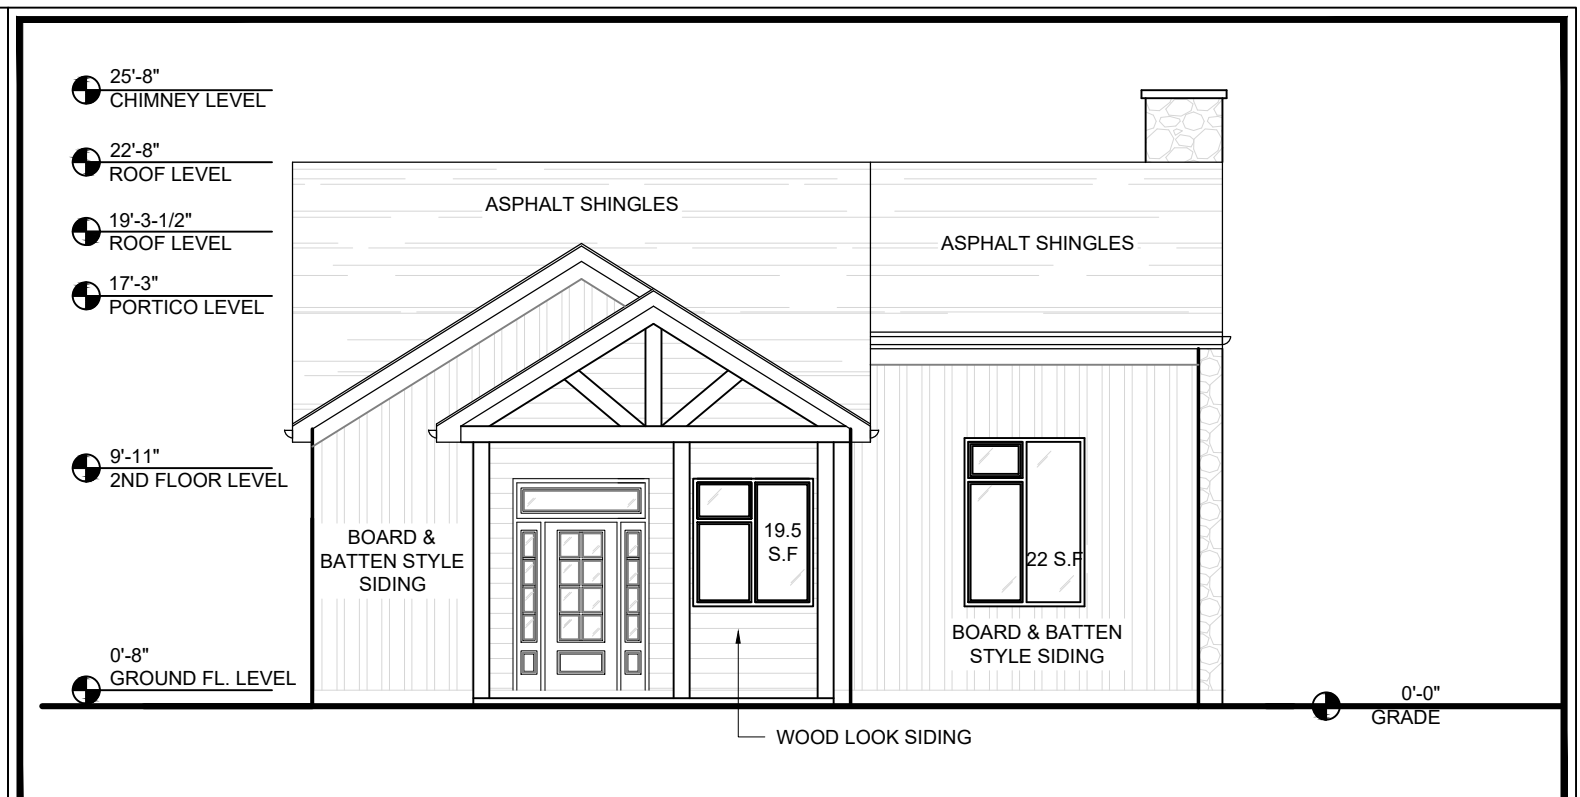 25'-8"
CHIMNEY LEVEL
22'-8"
ROOF LEVEL
19'-3-1/2"
ROOF LEVEL
17'-3"
PORTICO LEVEL
9'-11"
2ND FLOOR LEVEL
0'-8"
GROUND FL. LEVEL
ASPHALT SHINGLES
ASPHALT SHINGLES
BOARD &
BATTEN STYLE
SIDING
19.5
S.F
22 S.F
BOARD & BATTEN
STYLE SIDING
WOOD LOOK SIDING
0'-0"
GRADE